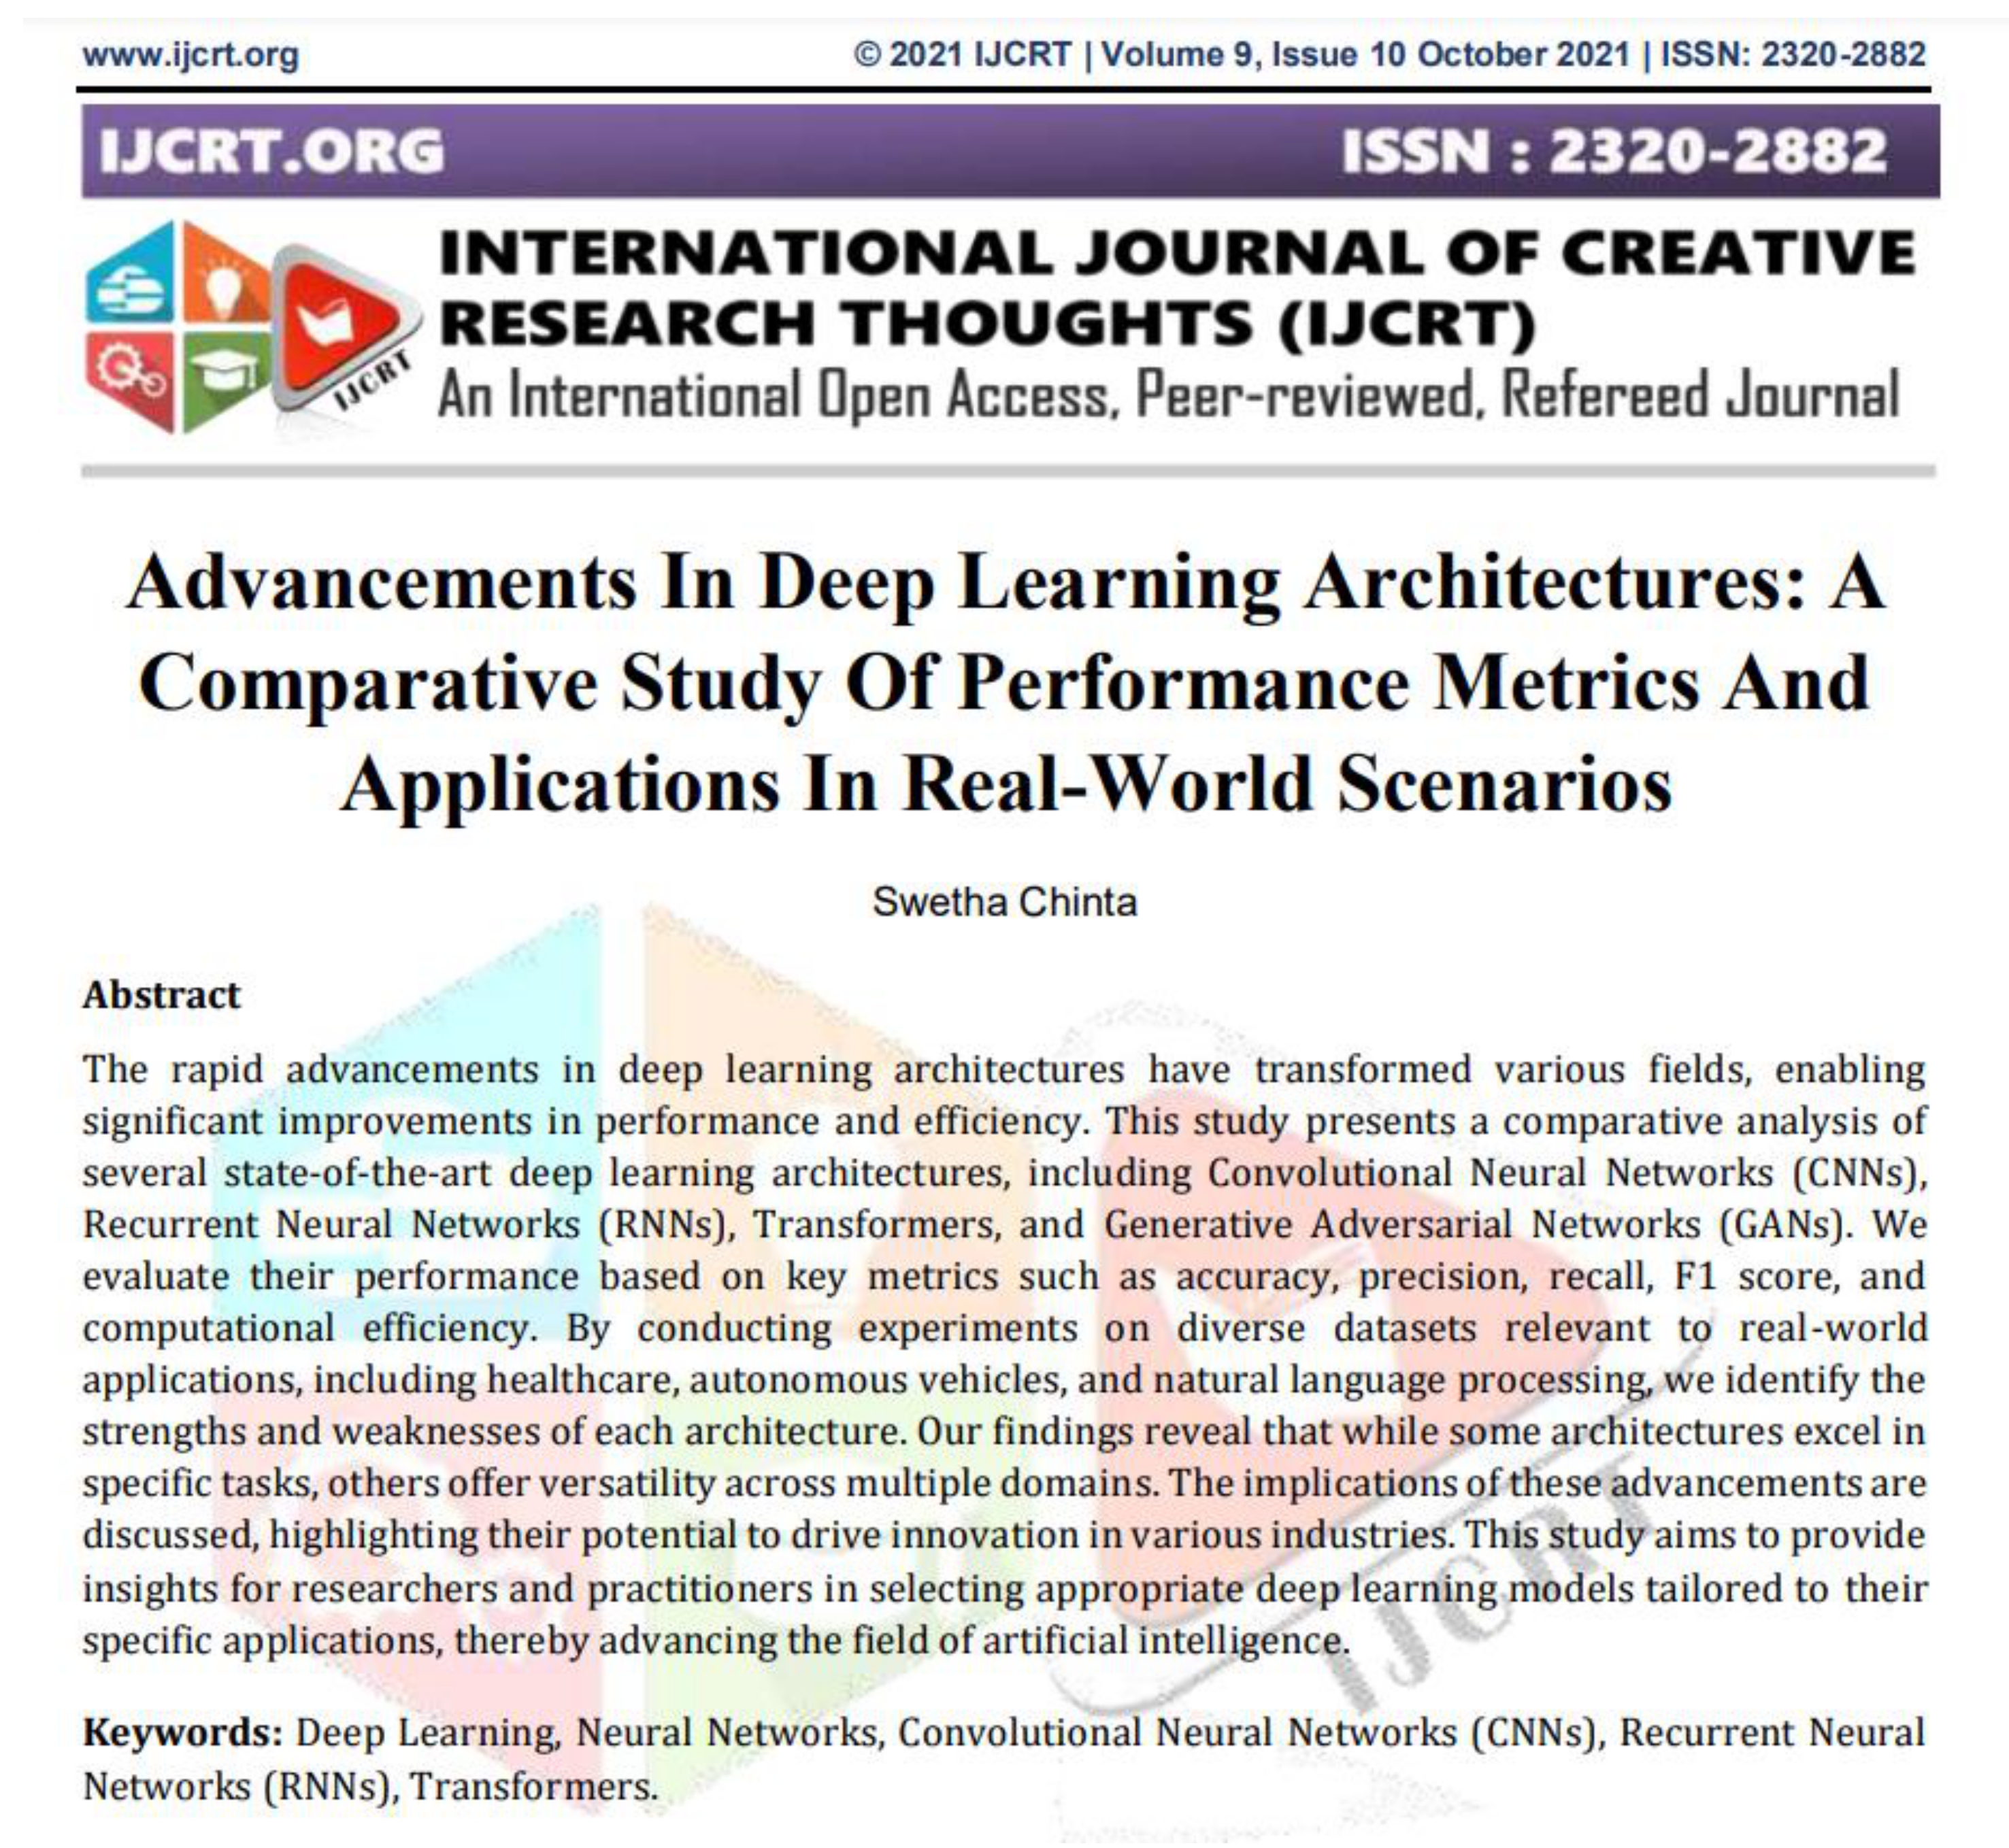 www.ijcrt.org © 2021 IJCRT | Volume 9, Issue 10 October 2021 | ISSN: 2320-2882
IJCRT.ORG ISSN : 2320-2882
INTERNATIONAL JOURNAL OF CREATIVE
RESEARCH THOUGHTS (IJCRT)
IJCRT
An International Open Access, Peer-reviewed, Refereed Journal
Advancements In Deep Learning Architectures: A
Comparative Study Of Performance Metrics And
Applications In Real-World Scenarios
Swetha Chinta
Abstract
The rapid advancements in deep learning architectures have transformed various fields, enabling
significant improvements in performance and efficiency. This study presents a comparative analysis of
several state-of-the-art deep learning architectures, including Convolutional Neural Networks (CNNs),
Recurrent Neural Networks (RNNs), Transformers, and Generative Adversarial Networks (GANs). We
evaluate their performance based on key metrics such as accuracy, precision, recall, F1 score, and
computational efficiency. By conducting experiments on diverse datasets relevant to real-world
applications, including healthcare, autonomous vehicles, and natural language processing, we identify the
strengths and weaknesses of each architecture. Our findings reveal that while some architectures excel in
specific tasks, others offer versatility across multiple domains. The implications of these advancements are
discussed, highlighting their potential to drive innovation in various industries. This study aims to provide
insights for researchers and practitioners in selecting appropriate deep learning models tailored to their
specific applications, thereby advancing the field of artificial intelligence.
IJCRT
Keywords: Deep Learning, Neural Networks, Convolutional Neural Networks (CNNs), Recurrent Neural
Networks (RNNs), Transformers.